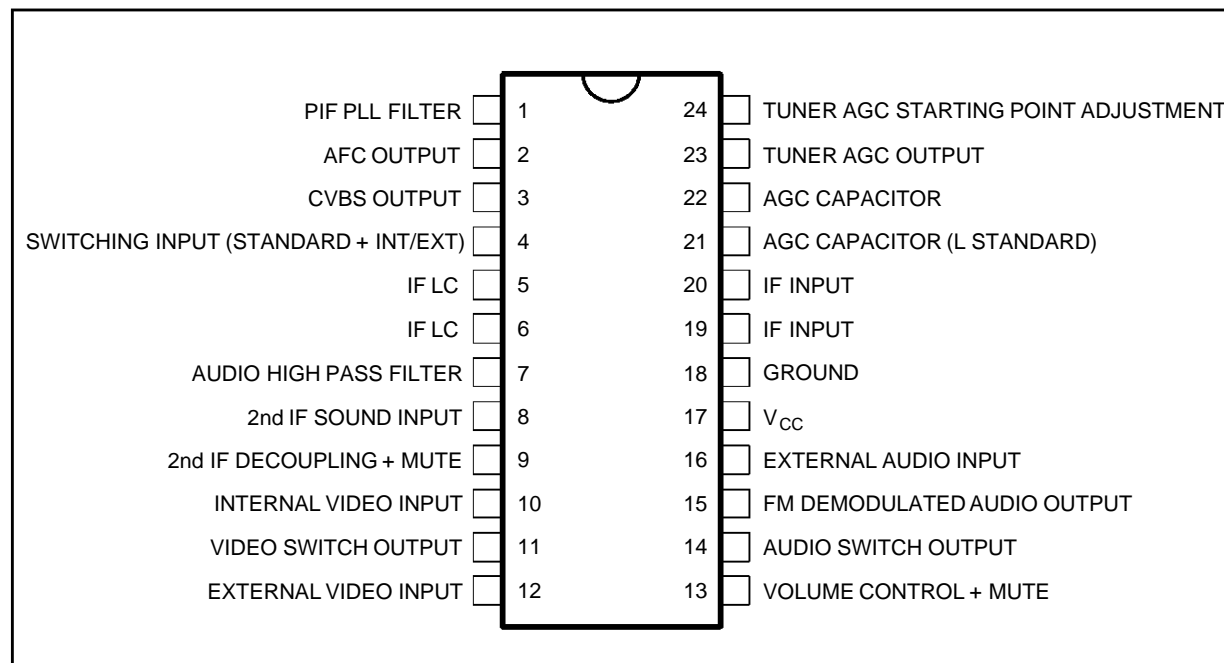 PIF PLL FILTER 1 24 TUNER AGC STARTING POINT ADJUSTMENT
AFC OUTPUT 2 23 TUNER AGC OUTPUT
CVBS OUTPUT 3 22 AGC CAPACITOR
SWITCHING INPUT (STANDARD + INT/EXT) 4 21 AGC CAPACITOR (L STANDARD)
IF LC 5 20 IF INPUT
IF LC 6 19 IF INPUT
AUDIO HIGH PASS FILTER 7 18 GROUND
2nd IF SOUND INPUT 8 17 VCC
2nd IF DECOUPLING + MUTE 9 16 EXTERNAL AUDIO INPUT
INTERNAL VIDEO INPUT 10 15 FM DEMODULATED AUDIO OUTPUT
VIDEO SWITCH OUTPUT 11 14 AUDIO SWITCH OUTPUT
EXTERNAL VIDEO INPUT 12 13 VOLUME CONTROL + MUTE